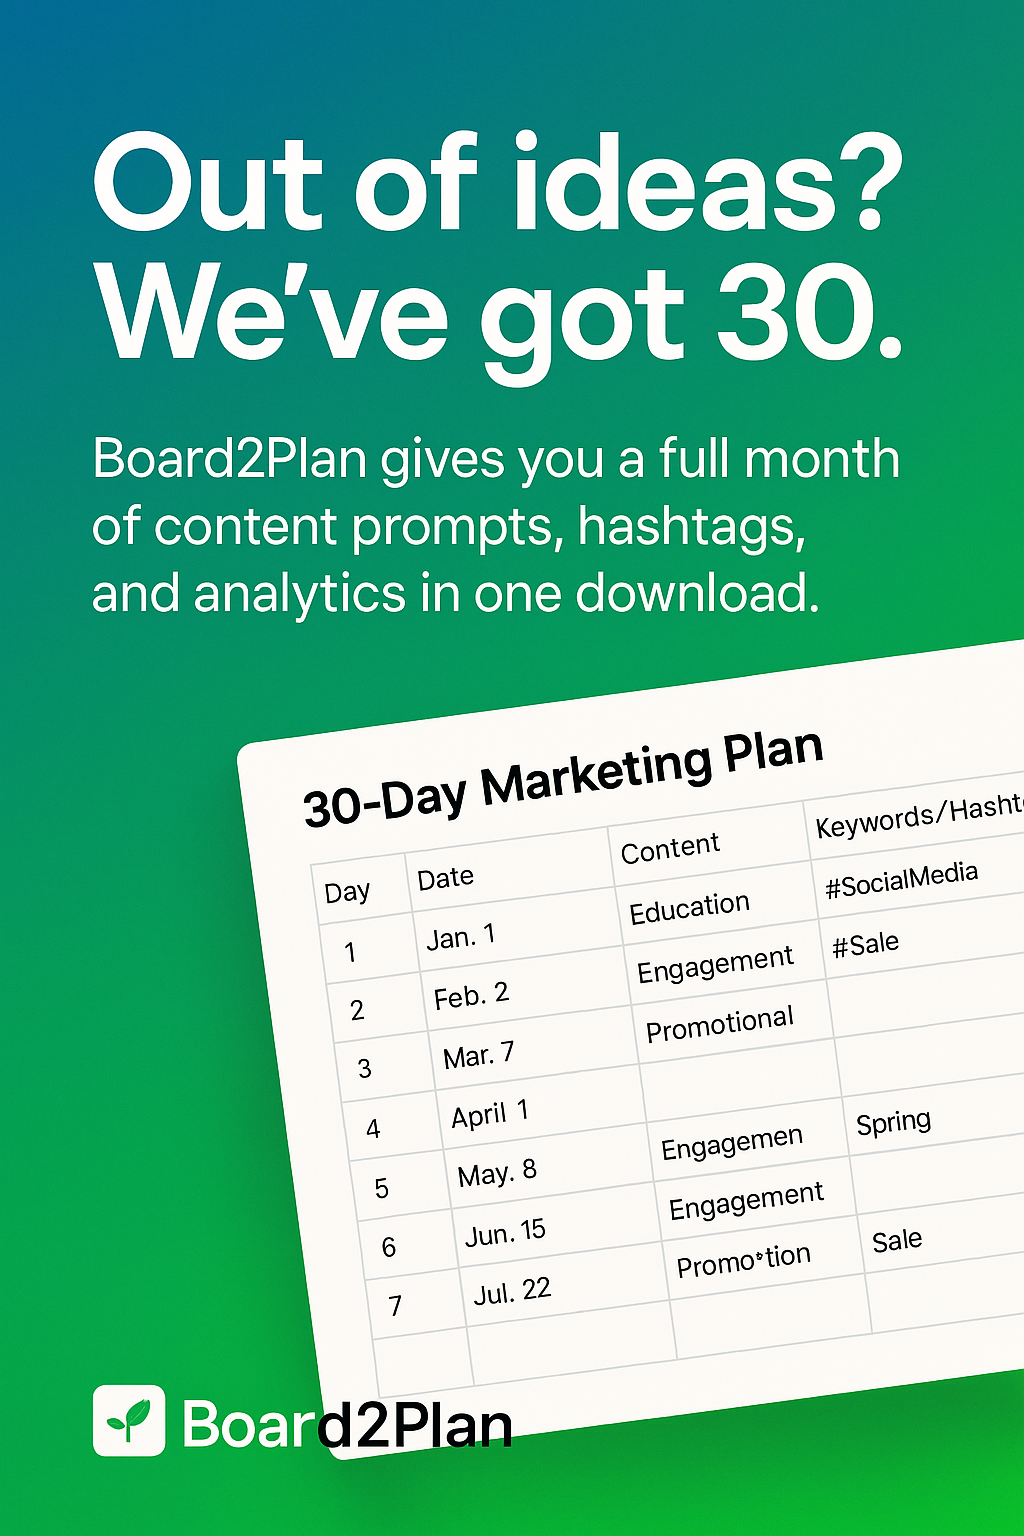 Out of ideas?
We've got 30.
Board2Plan gives you a full month
of content prompts, hashtags,
and analytics in one download.
30-Day Marketing Plan
Day Date Content Keywords/Hasht
1 Jan. 1 Education #SocialMedia
2 Feb. 2 Engagement #Sale
3 Mar. 7 Promotional
4 April 1
5 May. 8 Engagemen Spring
6 Jun. 15 Engagement
7 Jul. 22 Promo*tion Sale
Board2Plan